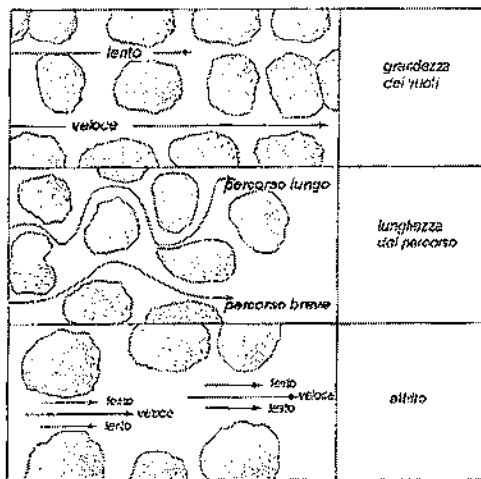 lento
grandezza
dei vuoti
veloce
percorso lungo
lunghezza
del percorso
percorso breve
lento
lento
veloce
veloce
lento
lento
attrito